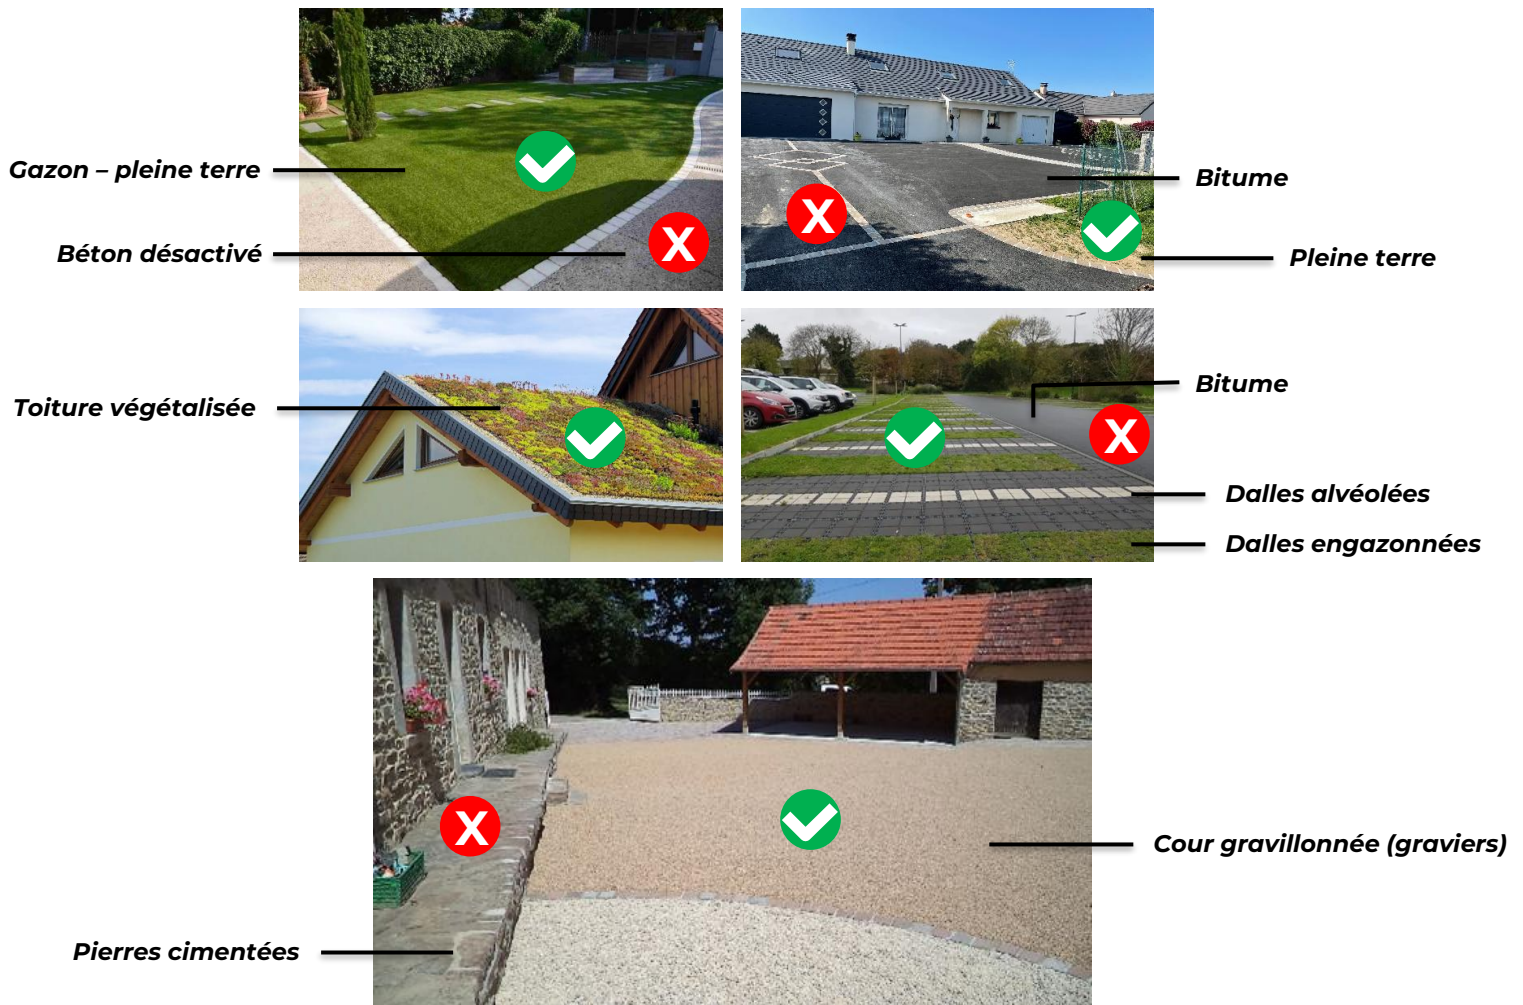 Gazon – pleine terre
Béton désactivé
X
X
Bitume
Pleine terre
Toiture végétalisée
X
Bitume
Dalles alvéolées
Dalles engazonnées
X
Cour gravillonnée (graviers)
Pierres cimentées